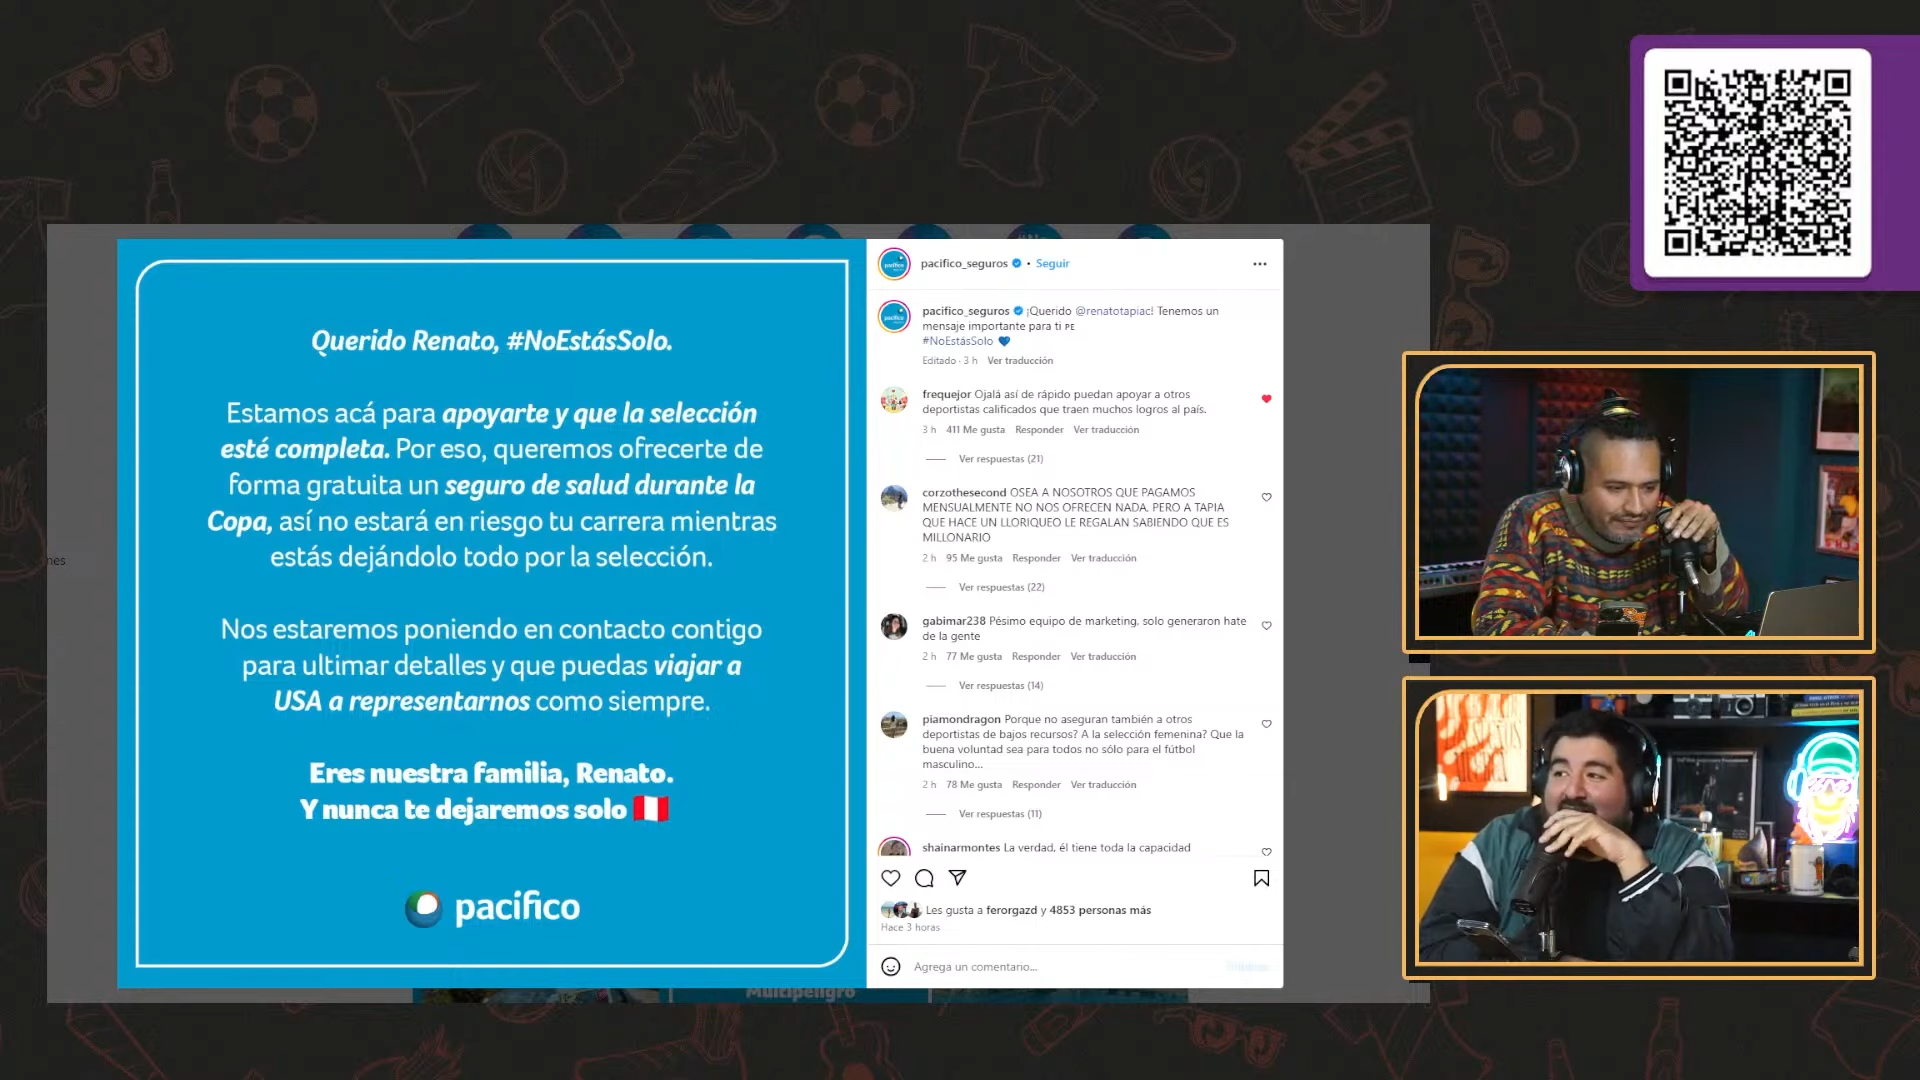 Querido Renato, #NoEstásSolo.
Estamos acá para apoyarte y que la selección
esté completa. Por eso, queremos ofrecerte de
forma gratuita un seguro de salud durante la
Copa, así no estará en riesgo tu carrera mientras
estás dejándolo todo por la selección.
Nos estaremos poniendo en contacto contigo
para ultimar detalles y que puedas viajar a
USA a representarnos como siempre.
Eres nuestra familia, Renato.
Y nunca te dejaremos solo
pacifico
Multipeligro
nes
pacifico_seguros • Seguir
pacifico_seguros ¡Querido @renatotapiac! Tenemos un
mensaje importante para ti PE
#NoEstásSolo
Editado · 3 h Ver traducción
frequejor Ojalá así de rápido puedan apoyar a otros
deportistas calificados que traen muchos logros al país.
3 h 411 Me gusta Responder Ver traducción
Ver respuestas (21)
corzothesecond OSEA A NOSOTROS QUE PAGAMOS
MENSUALMENTE NO NOS OFRECEN NADA. PERO A TAPIA
QUE HACE UN LLORIQUEO LE REGALAN SABIENDO QUE ES
MILLONARIO
2 h 95 Me gusta Responder Ver traducción
Ver respuestas (22)
gabimar238 Pésimo equipo de marketing, solo generaron hate
de la gente
2 h 77 Me gusta Responder Ver traducción
Ver respuestas (14)
piamondragon Porque no aseguran también a otros
deportistas de bajos recursos? A la selección femenina? Que la
buena voluntad sea para todos no sólo para el fútbol
masculino...
2 h 78 Me gusta Responder Ver traducción
Ver respuestas (11)
shainarmontes La verdad, él tiene toda la capacidad
Les gusta a ferorgazd y 4853 personas más
Hace 3 horas
Agrega un comentario...